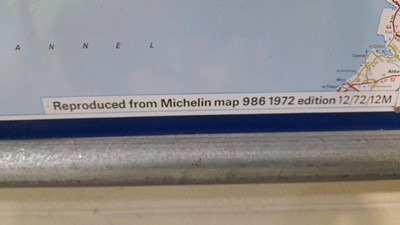 A N N E L
Reproduced from Michelin map 986 1972 edition 12/72/12M